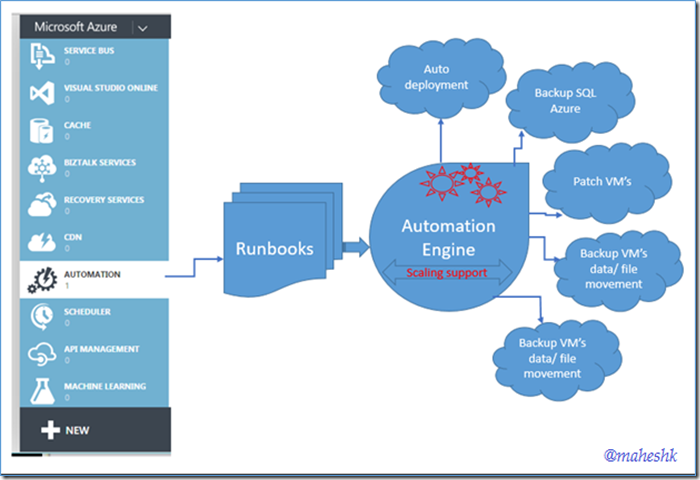 Microsoft Azure
SERVICE BUS
0
VISUAL STUDIO ONLINE
0
CACHE
0
BIZTALK SERVICES
0
RECOVERY SERVICES
0
CDN
0
AUTOMATION
1
SCHEDULER
0
API MANAGEMENT
0
MACHINE LEARNING
0
NEW
Runbooks
Automation
Engine
Scaling support
Auto
deployment
Backup SQL
Azure
Patch VM's
Backup VM's
data/ file
movement
Backup VM's
data/ file
movement
@maheshk